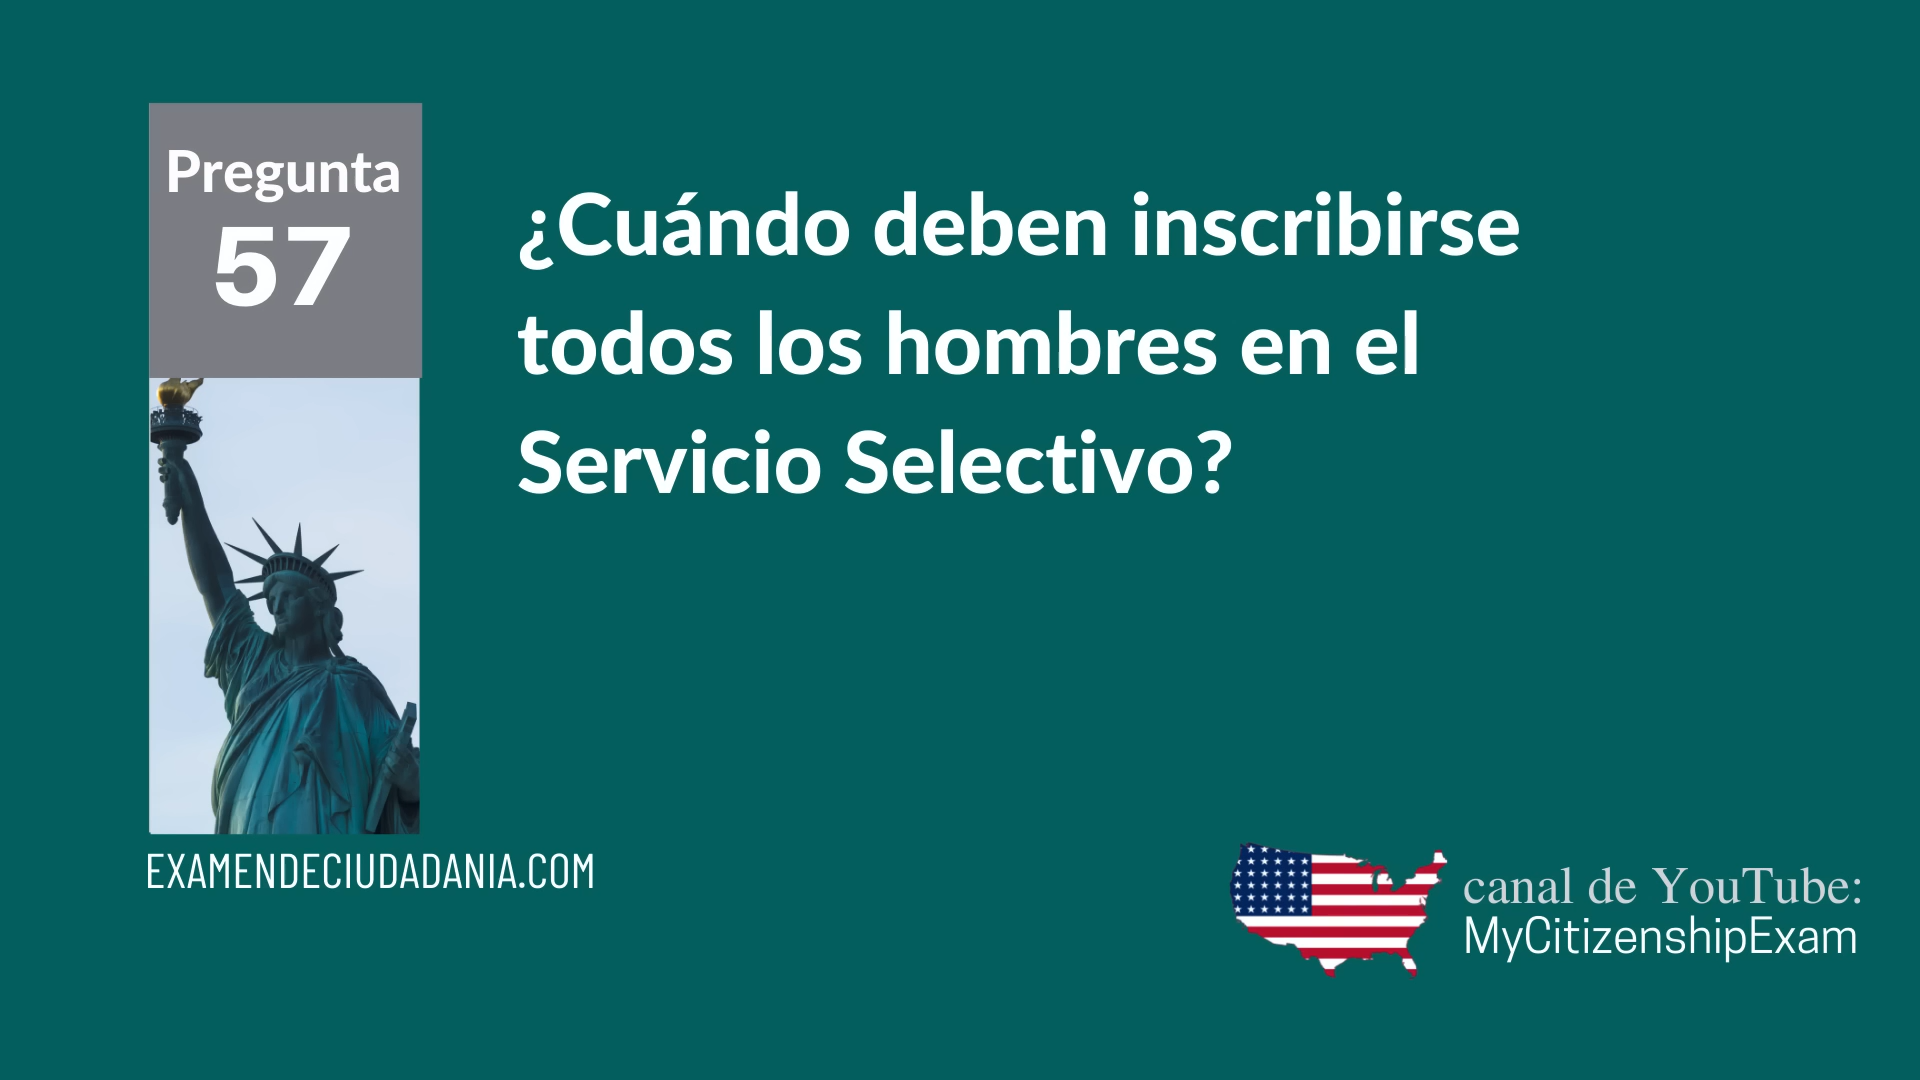 Pregunta
57
¿Cuándo deben inscribirse
todos los hombres en el
Servicio Selectivo?
EXAMENDECIUDADANIA.COM
canal de YouTube:
MyCitizenshipExam